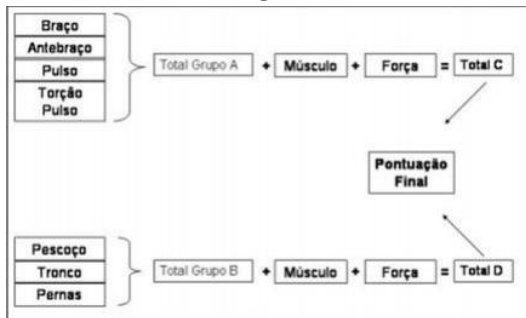 Braço
Antebraço
Pulso
Torção
Pulso
Total Grupo A + Músculo + Força = Total C
Pontuação
Final
Pescoço
Tronco
Pernas
Total Grupo B + Músculo + Força = Total D